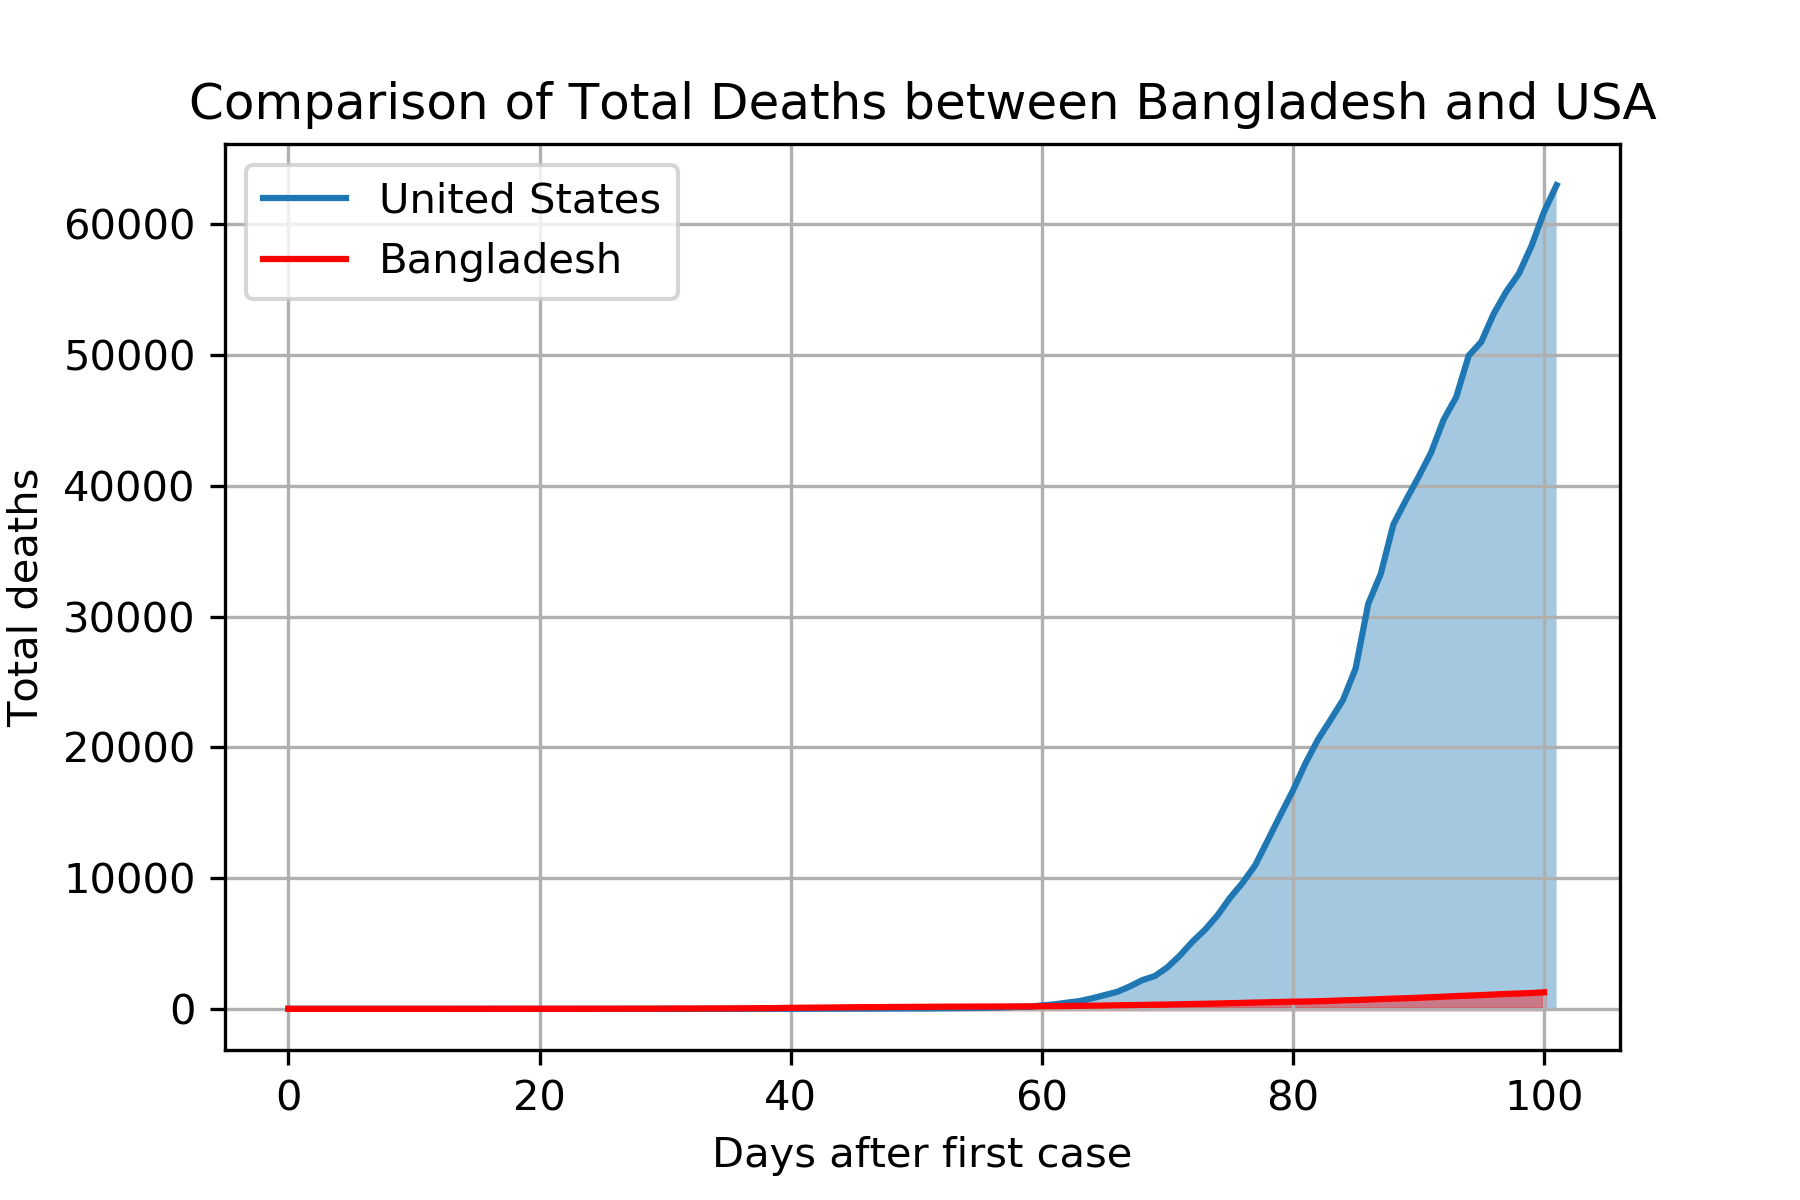 Comparison of Total Deaths between Bangladesh and USA
United States
Bangladesh
Total deaths
60000
50000
40000
30000
20000
10000
0
0 20 40 60 80 100
Days after first case